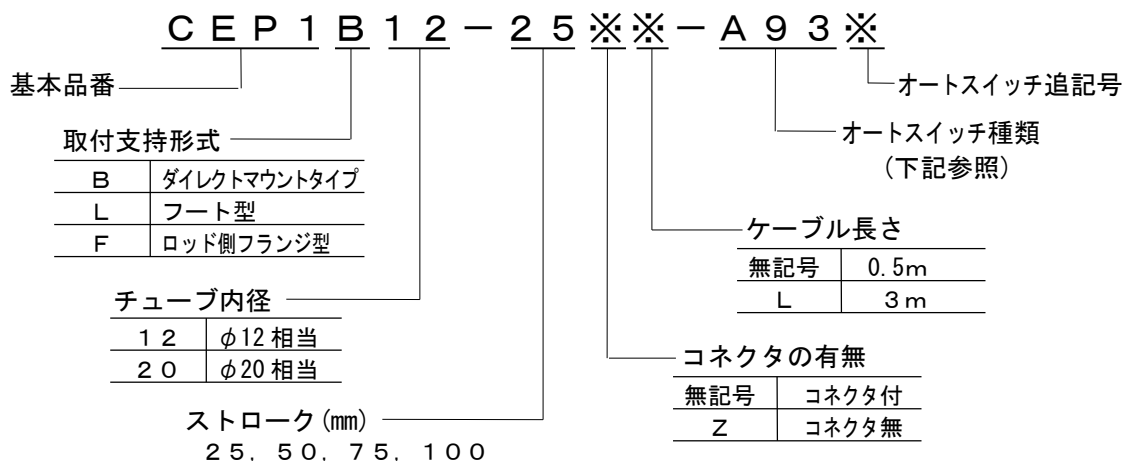 CEP1B12-25※※-A93※
基本品番
オートスイッチ追記号
取付支持形式
オートスイッチ種類
(下記参照)
B ダイレクトマウントタイプ
L フート型
F ロッド側フランジ型
ケーブル長さ
無記号 0.5m
L 3m
チューブ内径
12 φ12相当
20 φ20相当
コネクタの有無
無記号 コネクタ付
Z コネクタ無
ストローク(mm)
25, 50, 75, 100